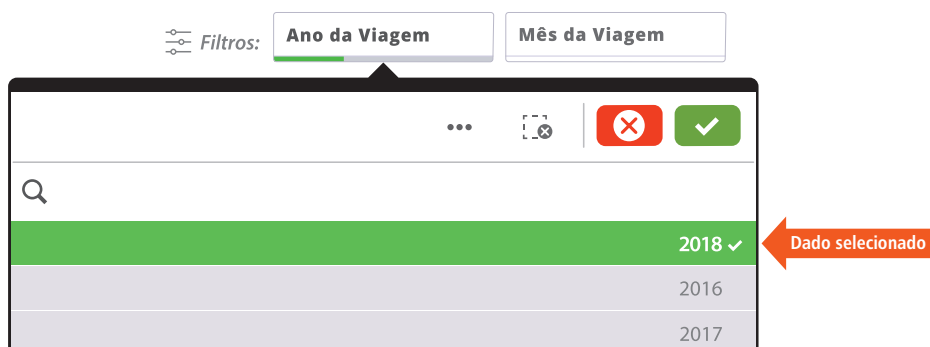 Filtros:
Ano da Viagem
Mês da Viagem
2018
Dado selecionado
2016
2017